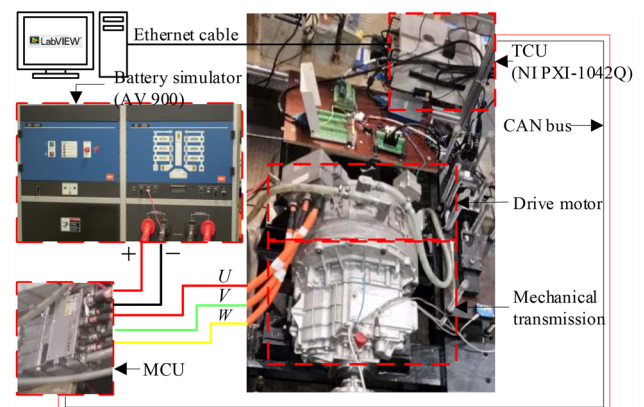 LabVIEW
Ethernet cable
TCU
(NI PXI-1042Q)
Battery simulator
(AV 900)
CAN bus
Drive motor
+
−
U
V
W
Mechanical
transmission
MCU